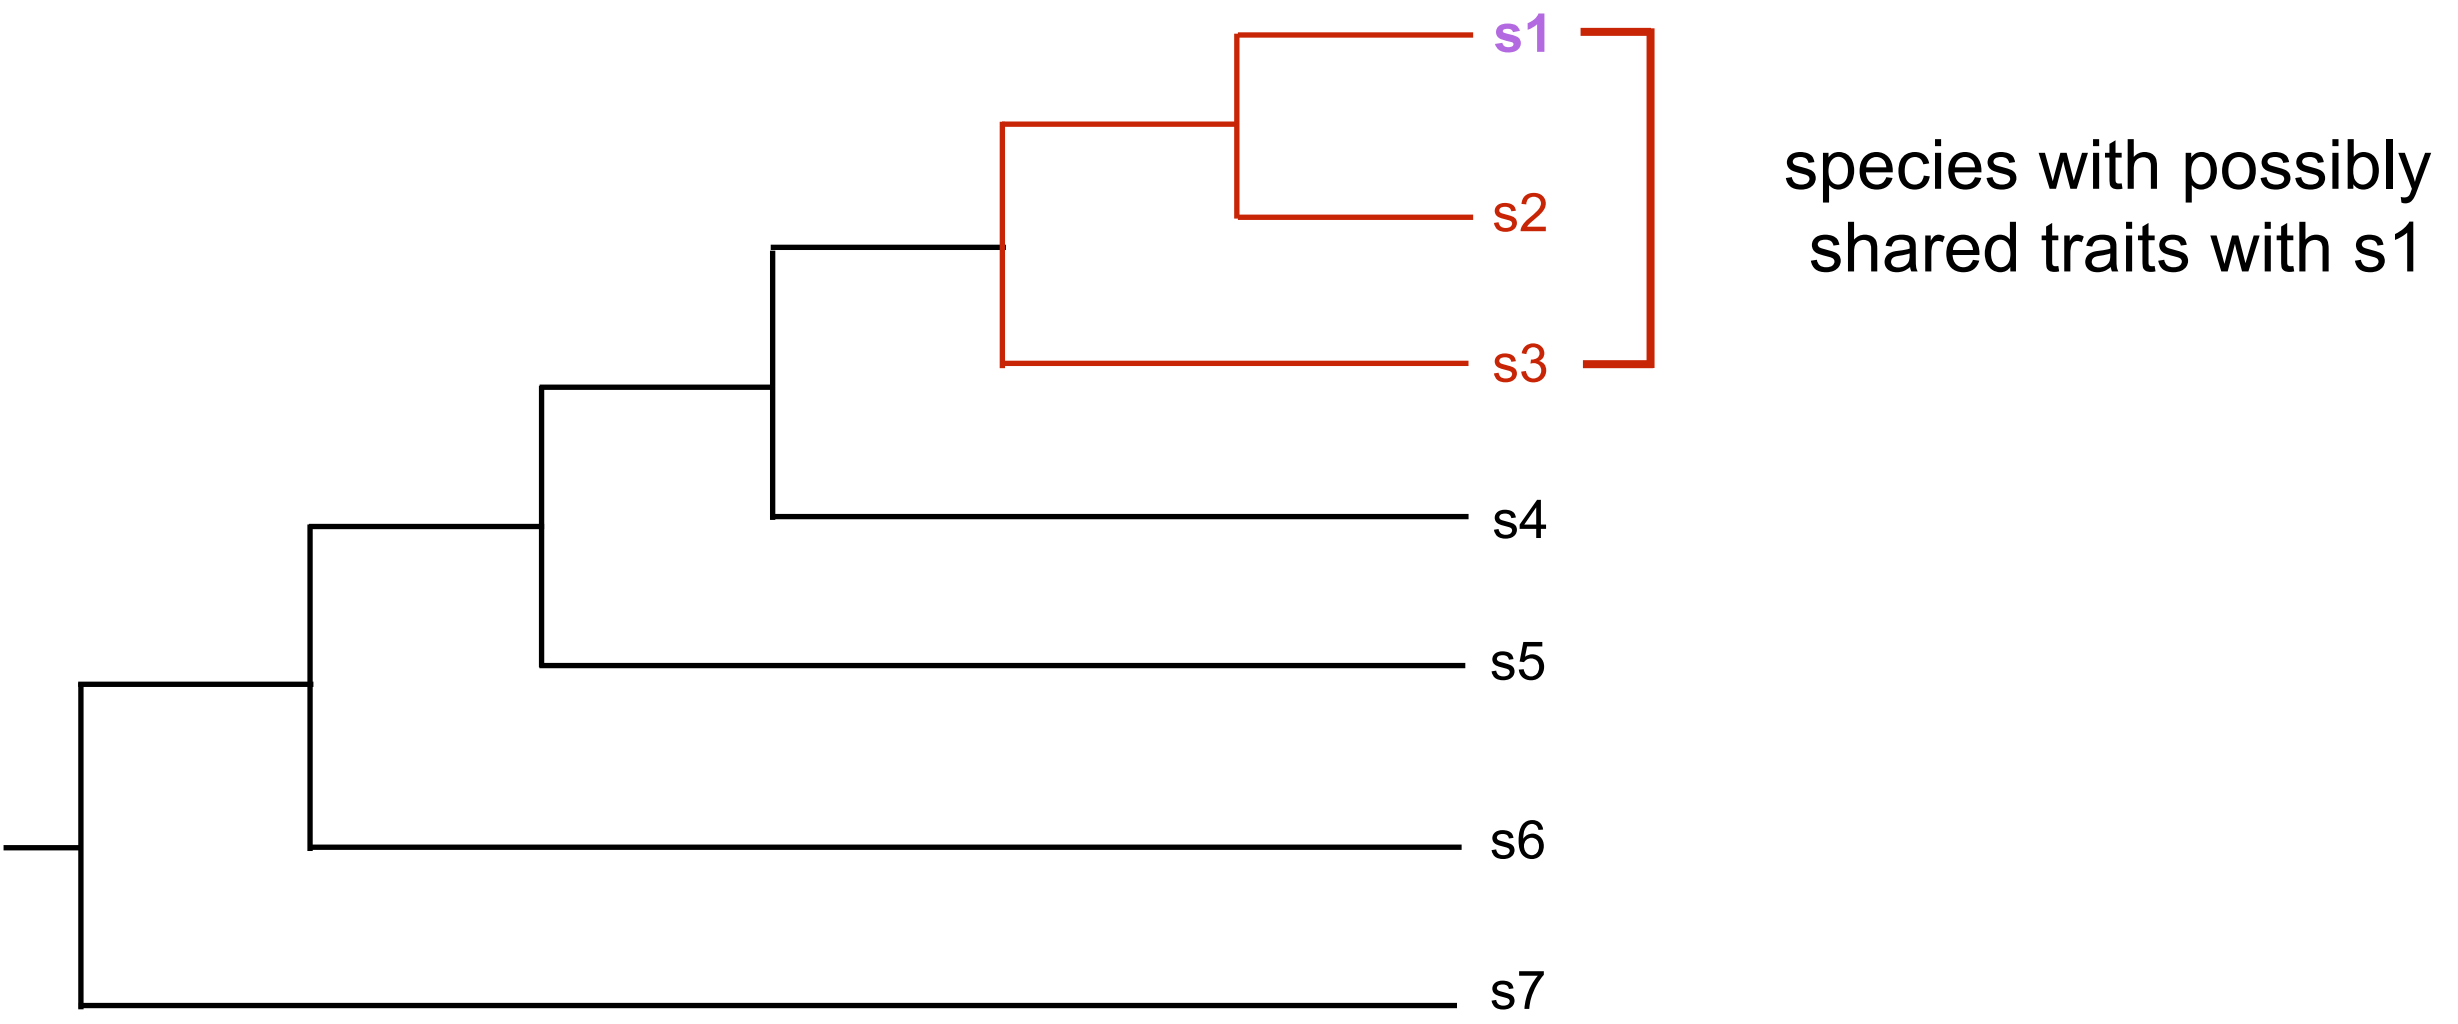 s1
species with possibly
shared traits with s1
s2
s3
s4
s5
s6
s7